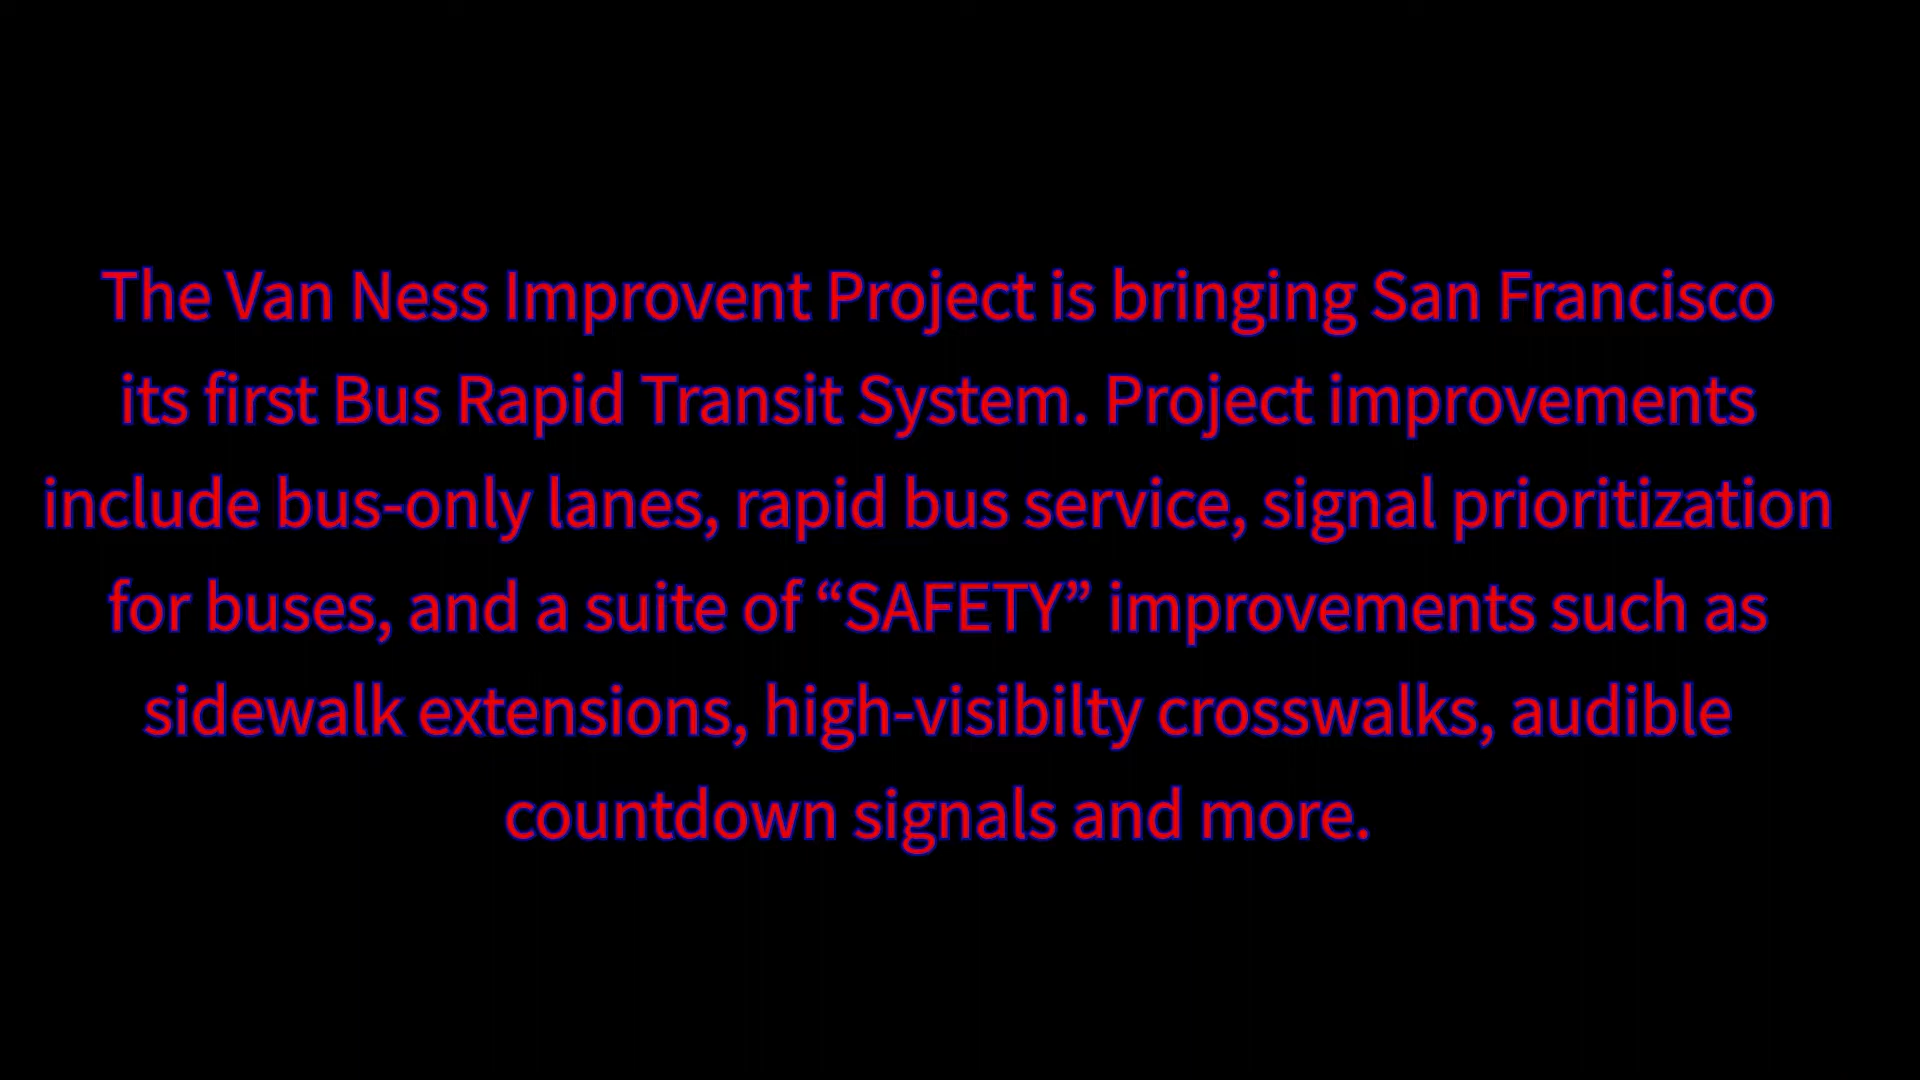 The Van Ness Improvent Project is bringing San Francisco
its first Bus Rapid Transit System. Project improvements
include bus-only lanes, rapid bus service, signal prioritization
for buses, and a suite of “SAFETY” improvements such as
sidewalk extensions, high-visibilty crosswalks, audible
countdown signals and more.